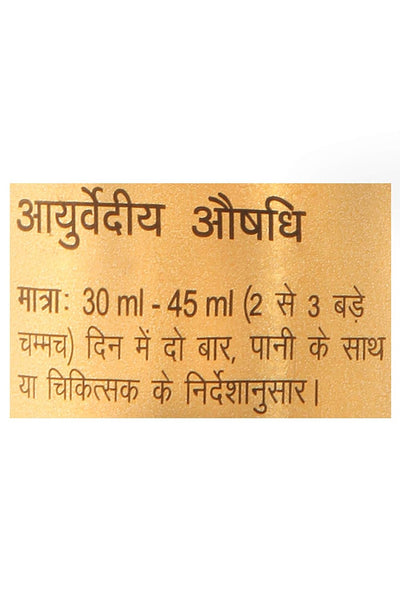 आयुर्वेदीय औषधि
मात्रा: 30 ml - 45 ml (2 से 3 बड़े
चम्मच) दिन में दो बार, पानी के साथ
या चिकित्सक के निर्देशानुसार।